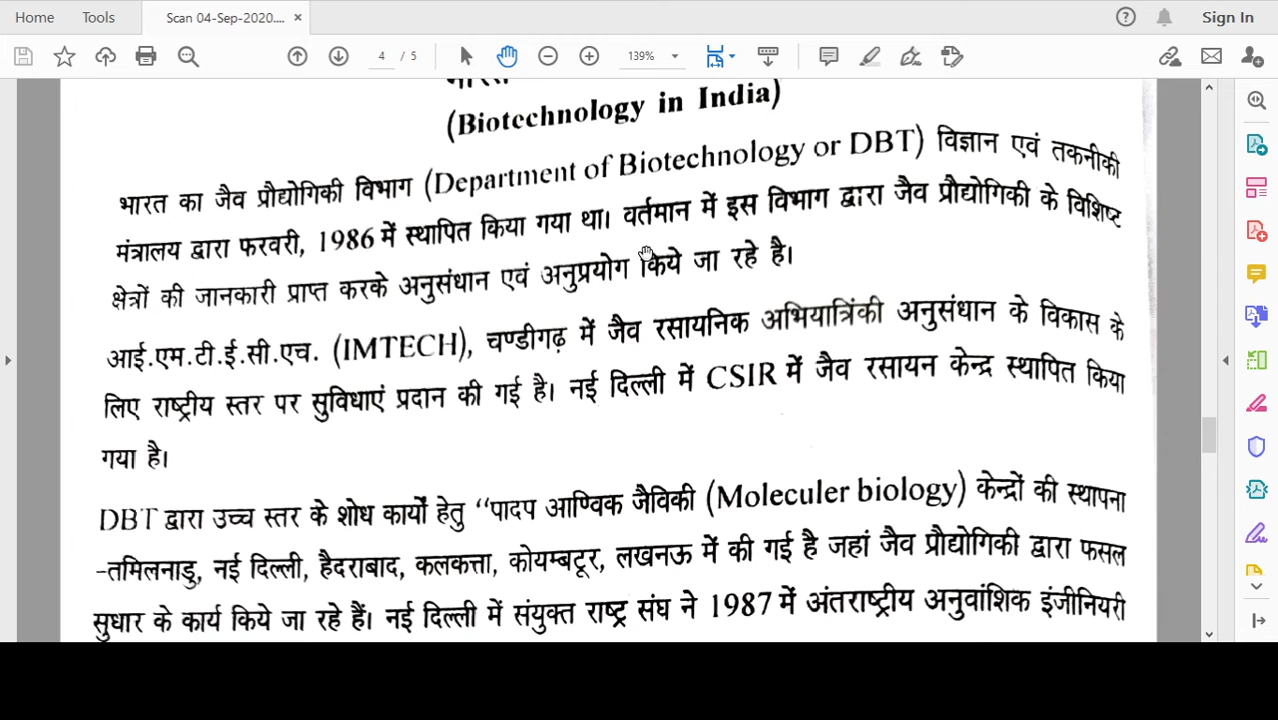 Home Tools Scan 04-Sep-2020.... × Sign In
4 / 5 139%
(Biotechnology in India)
भारत का जैव प्रौद्योगिकी विभाग (Department of Biotechnology or DBT) विज्ञान एवं तकनीकी
मंत्रालय द्वारा फरवरी, 1986 में स्थापित किया गया था। वर्तमान में इस विभाग द्वारा जैव प्रौद्योगिकी के विशिष्ट
क्षेत्रों की जानकारी प्राप्त करके अनुसंधान एवं अनुप्रयोग किये जा रहे है।
आई.एम.टी.ई.सी.एच. (IMTECH), चण्डीगढ़ में जैव रसायनिक अभियात्रिंकी अनुसंधान के विकास के
लिए राष्ट्रीय स्तर पर सुविधाएं प्रदान की गई है। नई दिल्ली में CSIR में जैव रसायन केन्द्र स्थापित किया
गया है।
DBT द्वारा उच्च स्तर के शोध कार्यों हेतु “पादप आण्विक जैविकी (Moleculer biology) केन्द्रों की स्थापना
-तमिलनाडु, नई दिल्ली, हैदराबाद, कलकत्ता, कोयम्बटूर, लखनऊ में की गई है जहां जैव प्रौद्योगिकी द्वारा फसल
सुधार के कार्य किये जा रहे हैं। नई दिल्ली में संयुक्त राष्ट्र संघ ने 1987 में अंतराष्ट्रीय अनुवांशिक इंजीनियरी